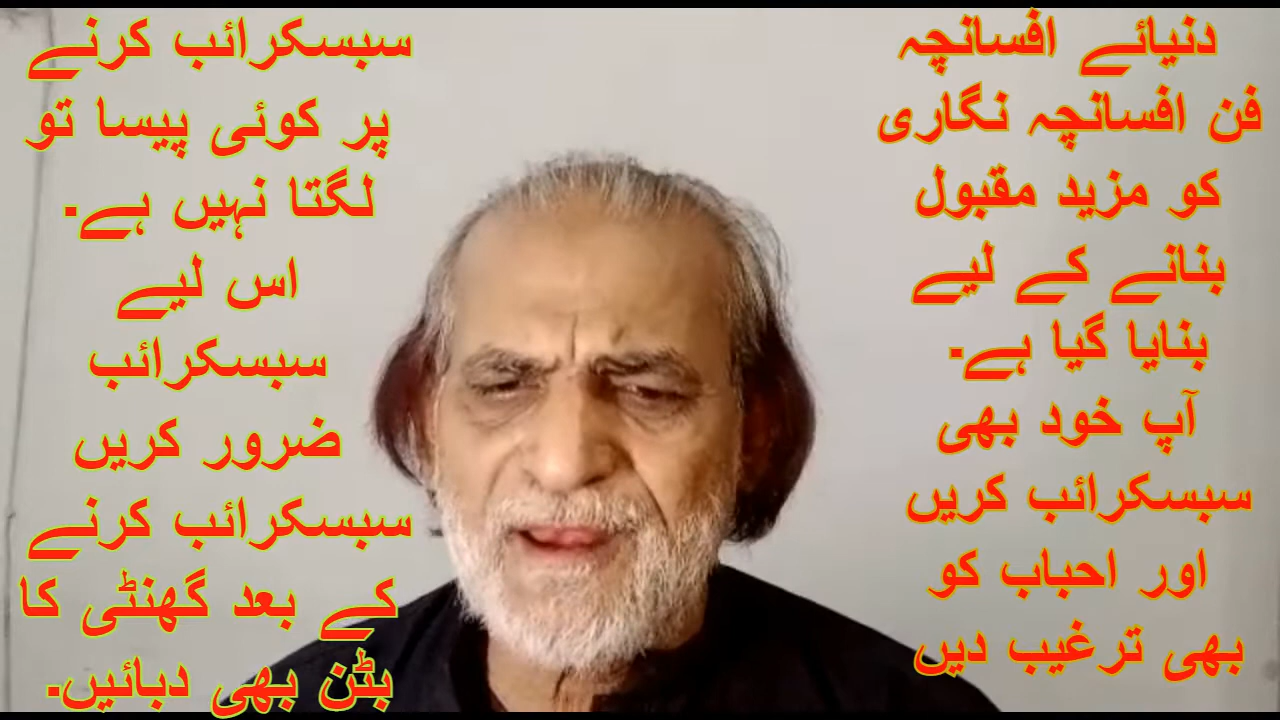 دنیائے افسانچہ
فن افسانچہ نگاری
کو مزید مقبول
بنانے کے لیے
بنایا گیا ہے.
آپ خود بھی
سبسکرائب کریں
اور احباب کو
بھی ترغیب دیں
سبسکرائب کرنے
پر کوئی پیسا تو
لگتا نہیں ہے.
اس لیے
سبسکرائب
ضرور کریں
سبسکرائب کرنے
کے بعد گھنٹی کا
بٹن بھی دبائیں.